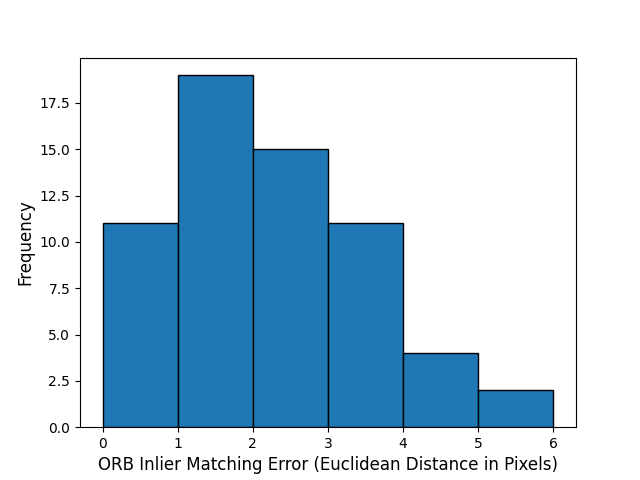 17.5
15.0
12.5
10.0
7.5
5.0
2.5
0.0
Frequency
0 1 2 3 4 5 6
ORB Inlier Matching Error (Euclidean Distance in Pixels)